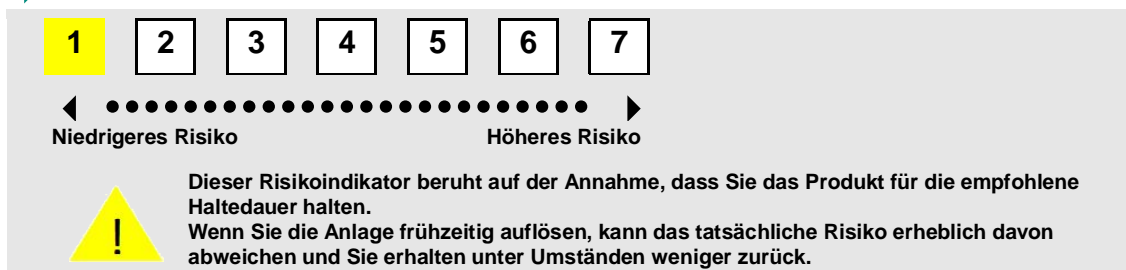 1 2 3 4 5 6 7
Niedrigeres Risiko Höheres Risiko
Dieser Risikoindikator beruht auf der Annahme, dass Sie das Produkt für die empfohlene
Haltedauer halten.
! Wenn Sie die Anlage frühzeitig auflösen, kann das tatsächliche Risiko erheblich davon
abweichen und Sie erhalten unter Umständen weniger zurück.